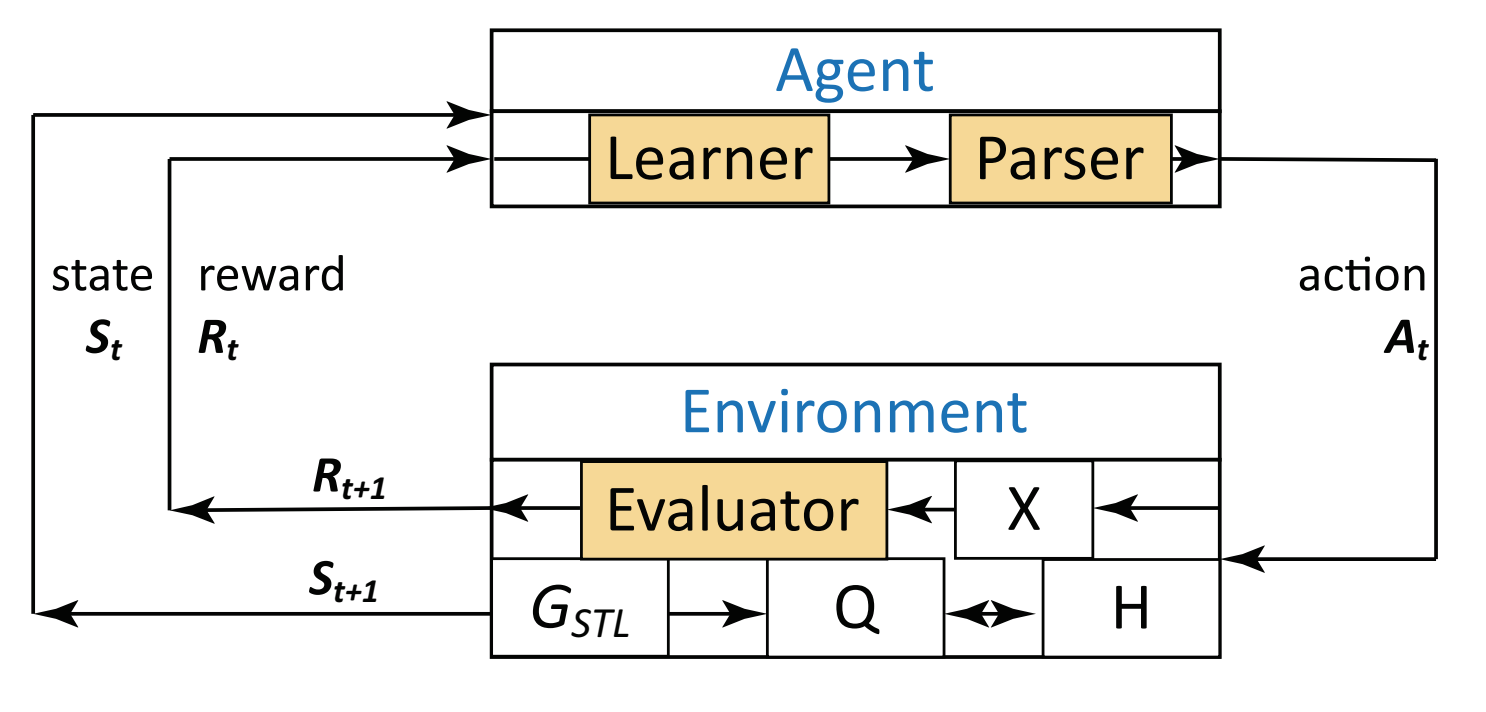 Agent
Learner
Parser
state
S_t
reward
R_t
action
A_t
Environment
R_{t+1}
Evaluator
X
S_{t+1}
G_{STL}
Q
H